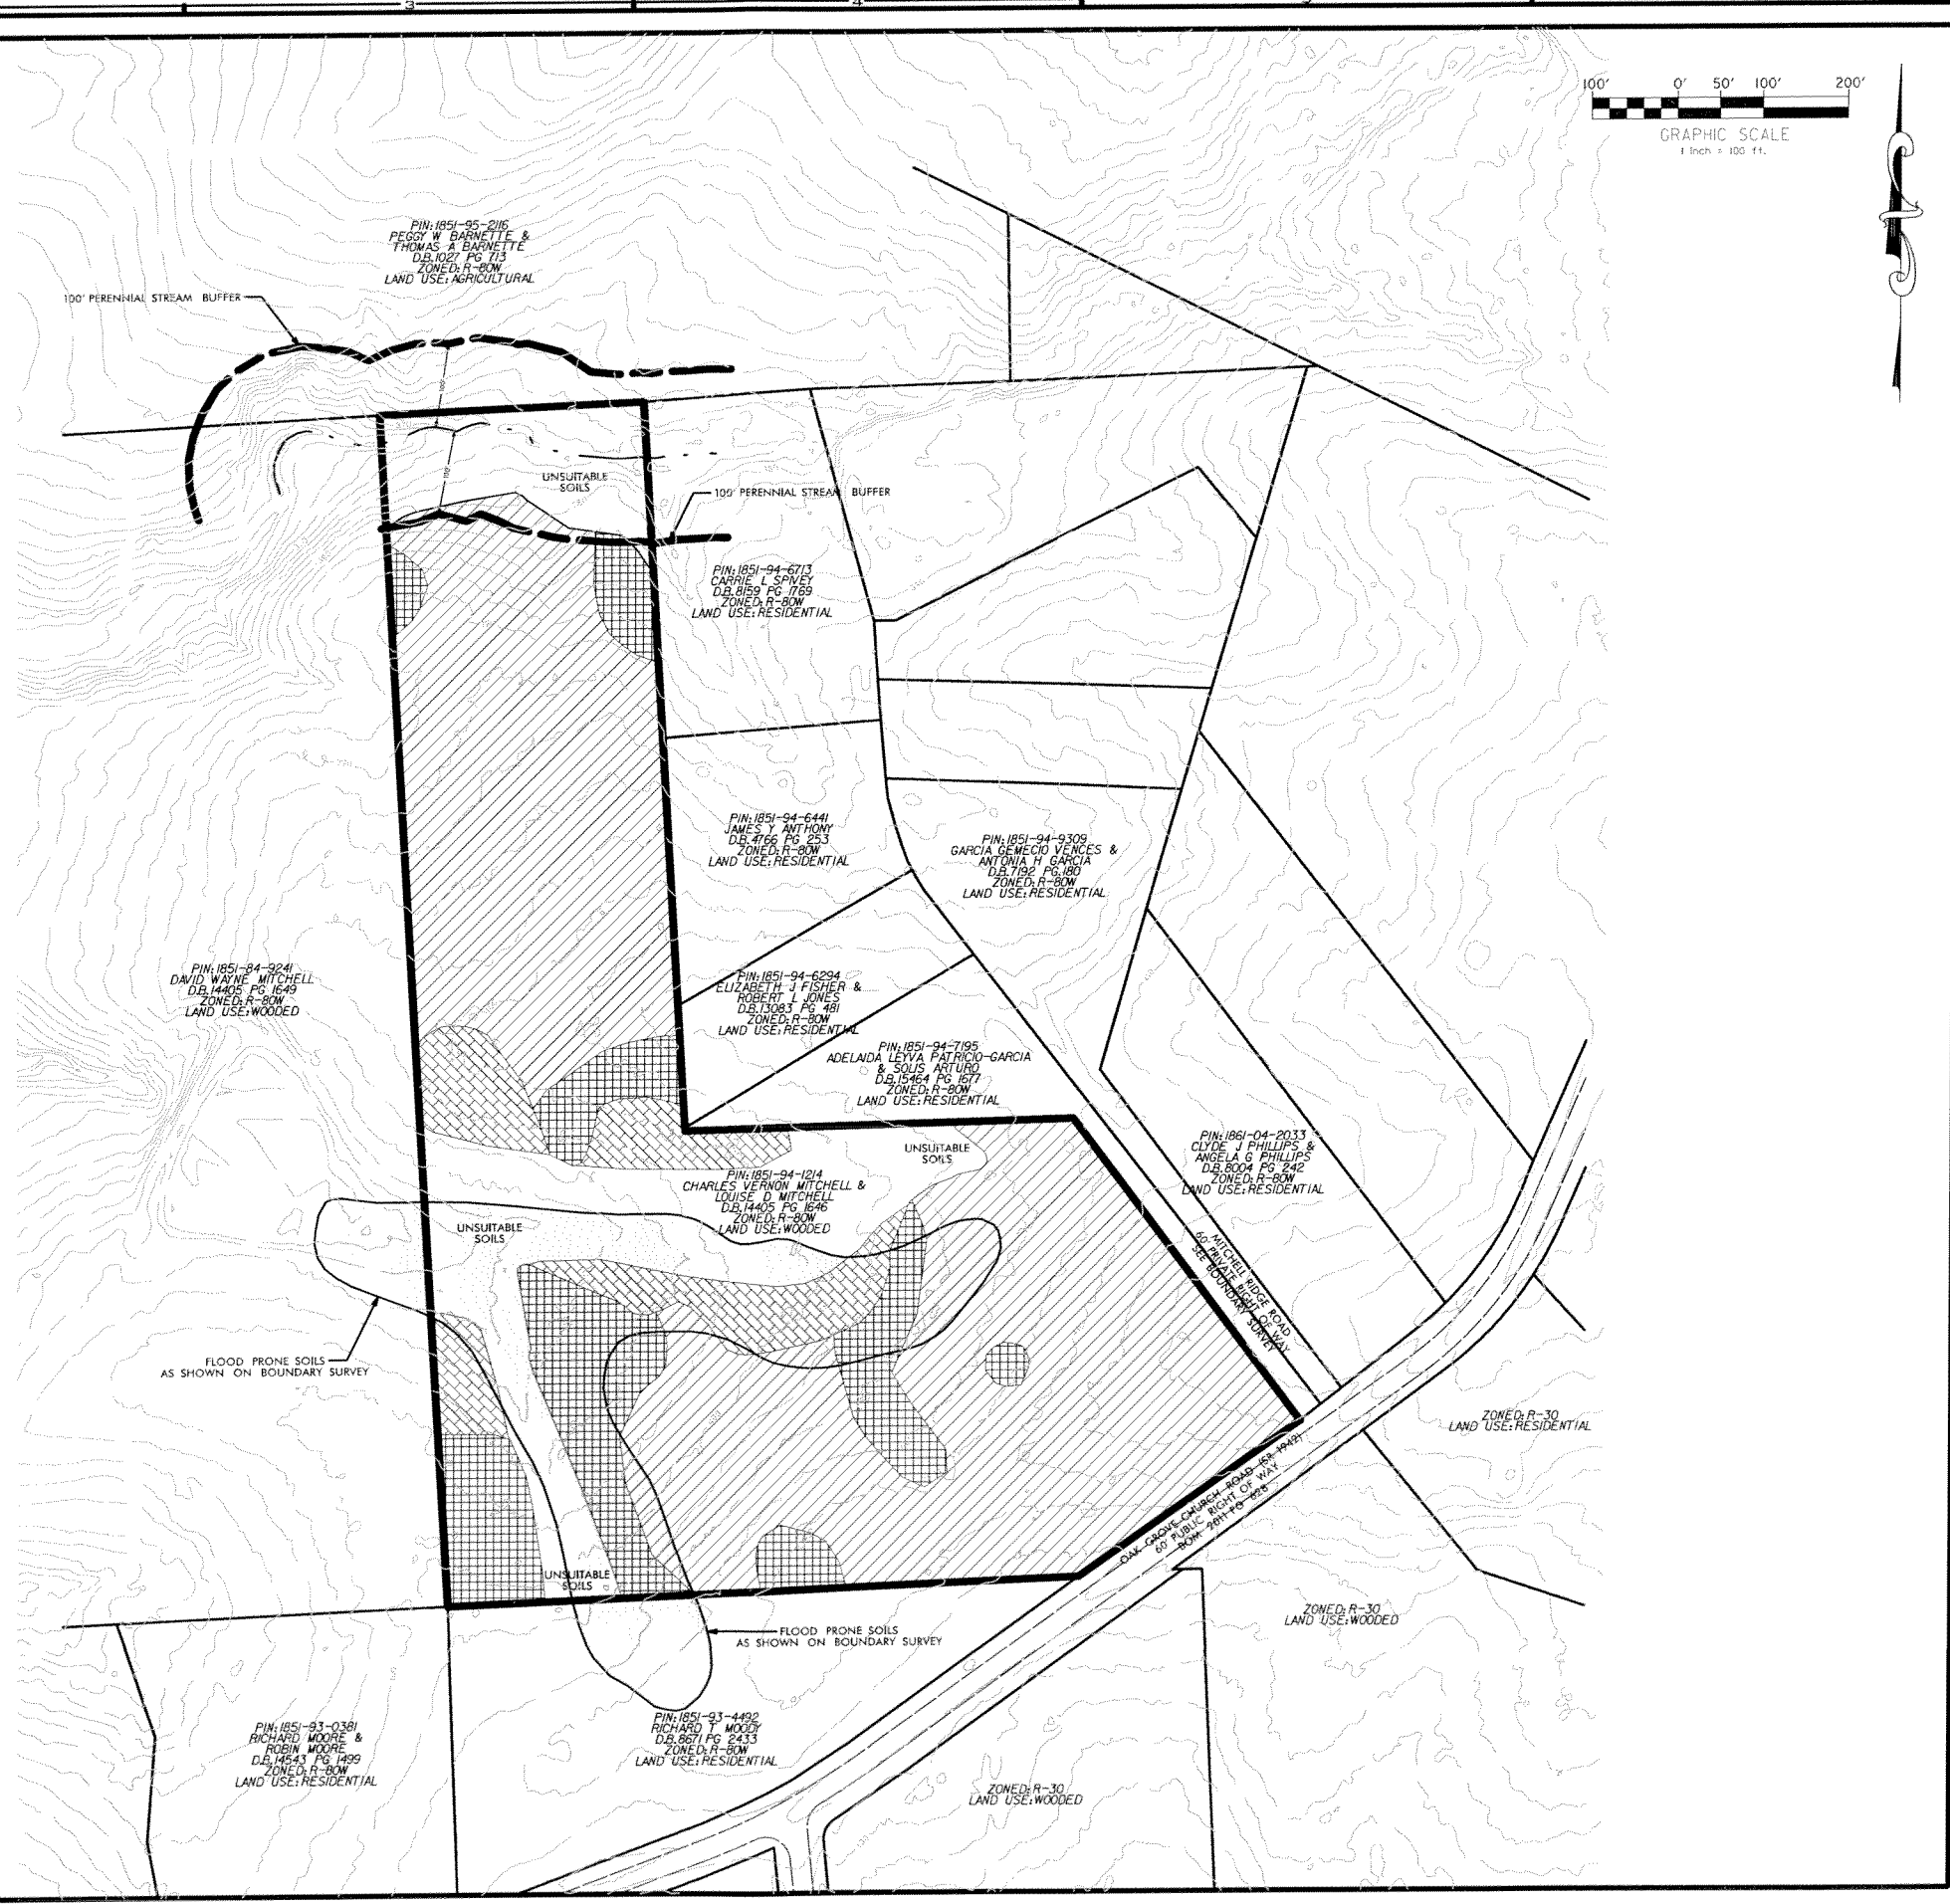 3
4
100' 0' 50' 100' 200'
GRAPHIC SCALE
1 inch = 100 ft.
PIN: 1851-95-2116
PEGGY W BARNETTE &
THOMAS A BARNETTE
D.B. 1027 PG 713
ZONED: R-80W
LAND USE: AGRICULTURAL
100' PERENNIAL STREAM BUFFER
100'
100'
UNSUITABLE
SOILS
100' PERENNIAL STREAM BUFFER
PIN: 1851-94-6713
CARRIE L SPIVEY
D.B. 8159 PG 1769
ZONED: R-80W
LAND USE: RESIDENTIAL
PIN: 1851-94-6441
JAMES Y ANTHONY
D.B. 4766 PG 253
ZONED: R-80W
LAND USE: RESIDENTIAL
PIN: 1851-94-9309
GARCIA GEMECIO VENCES &
ANTONIA H GARCIA
D.B. 7192 PG. 180
ZONED: R-80W
LAND USE: RESIDENTIAL
PIN: 1851-84-9241
DAVID WAYNE MITCHELL
D.B. 14405 PG 1649
ZONED: R-80W
LAND USE: WOODED
PIN: 1851-94-6294
ELIZABETH J FISHER &
ROBERT L JONES
D.B. 13083 PG 481
ZONED: R-80W
LAND USE: RESIDENTIAL
PIN: 1851-94-7195
ADELAIDA LEYVA PATRICIO-GARCIA
& SOLIS ARTURO
D.B. 15464 PG 1677
ZONED: R-80W
LAND USE: RESIDENTIAL
UNSUITABLE
SOILS
PIN: 1861-04-2033
CLYDE J PHILLIPS &
ANGELA G PHILLIPS
D.B. 8004 PG 242
ZONED: R-80W
LAND USE: RESIDENTIAL
PIN: 1851-94-1214
CHARLES VERNON MITCHELL &
LOUISE D MITCHELL
D.B. 14405 PG 1646
ZONED: R-80W
LAND USE: WOODED
UNSUITABLE
SOILS
MITCHELL RIDGE ROAD
60' PRIVATE RIGHT OF WAY
SEE BOUNDARY SURVEY
FLOOD PRONE SOILS
AS SHOWN ON BOUNDARY SURVEY
ZONED: R-30
LAND USE: RESIDENTIAL
OAK GROVE CHURCH ROAD (SR 1942)
60' PUBLIC RIGHT OF WAY
BOM 2011 PG 628
UNSUITABLE
SOILS
ZONED: R-30
LAND USE: WOODED
FLOOD PRONE SOILS
AS SHOWN ON BOUNDARY SURVEY
PIN: 1851-93-0381
RICHARD MOORE &
ROBIN MOORE
D.B. 14543 PG 1499
ZONED: R-80W
LAND USE: RESIDENTIAL
PIN: 1851-93-4492
RICHARD T MOODY
D.B. 8671 PG 2433
ZONED: R-80W
LAND USE: RESIDENTIAL
ZONED: R-30
LAND USE: WOODED